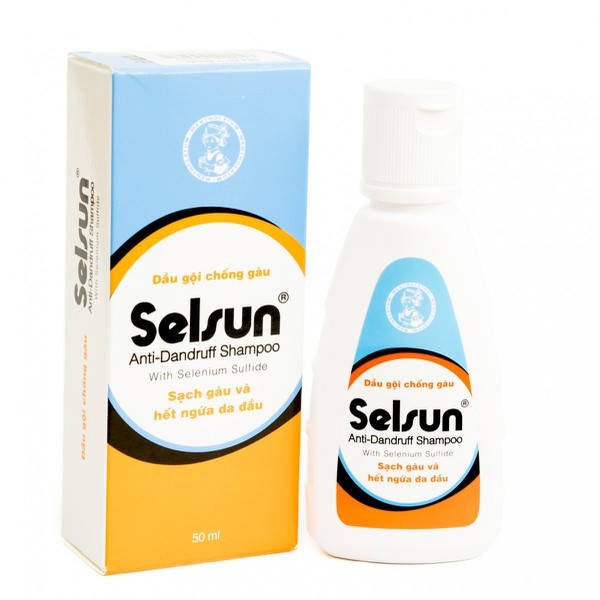 Dầu gội chống gàu
Selsun®
Anti-Dandruff Shampoo
With Selenium Sulfide
Sạch gàu và
hết ngứa da đầu
50 ml
Dầu gội chống gàu
Selsun®
Anti-Dandruff Shampoo
With Selenium Sulfide
Dầu gội chống gàu
Selsun®
Anti-Dandruff Shampoo
With Selenium Sulfide
Sạch gàu và
hết ngứa da đầu